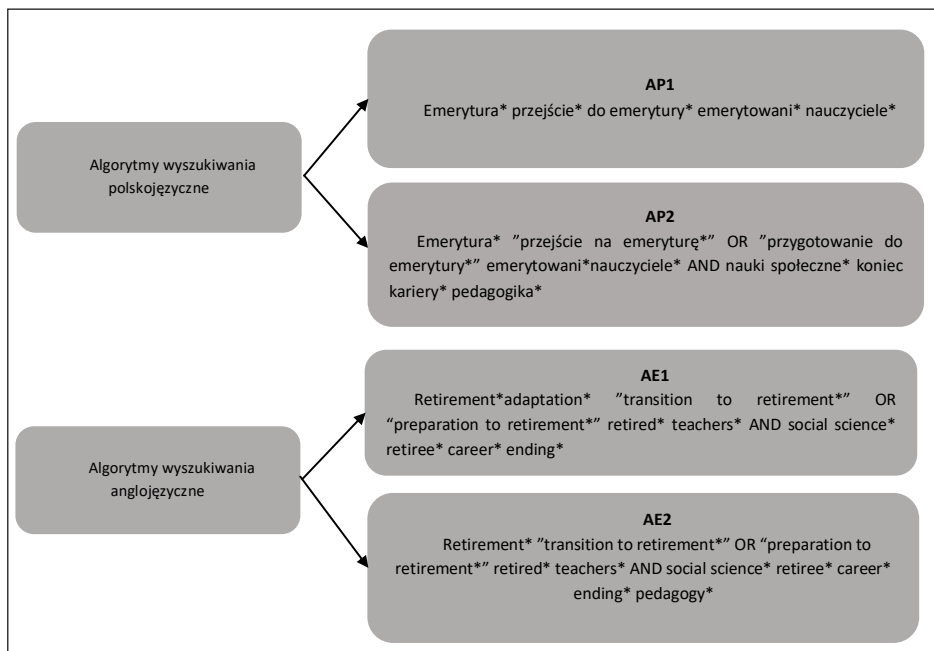 Algorytmy wyszukiwania
polskojęzyczne
AP1
Emerytura* przejście* do emerytury* emerytowani* nauczyciele*
AP2
Emerytura* ”przejście na emeryturę*” OR ”przygotowanie do
emerytury*” emerytowani*nauczyciele* AND nauki społeczne* koniec
kariery* pedagogika*
Algorytmy wyszukiwania
anglojęzyczne
AE1
Retirement*adaptation* ”transition to retirement*” OR
“preparation to retirement*” retired* teachers* AND social science*
retiree* career* ending*
AE2
Retirement* ”transition to retirement*” OR “preparation to
retirement*” retired* teachers* AND social science* retiree* career*
ending* pedagogy*